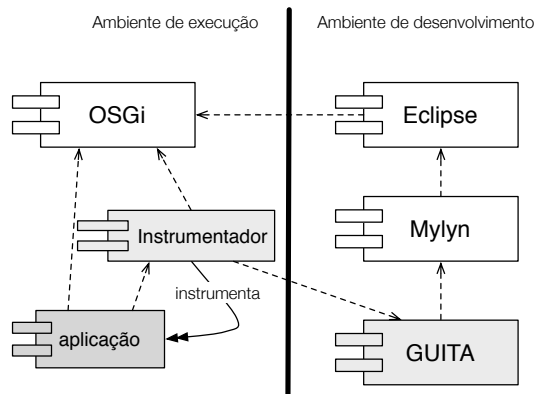 Ambiente de execução
Ambiente de desenvolvimento
OSGi
Eclipse
Instrumentador
Mylyn
instrumenta
aplicação
GUITA